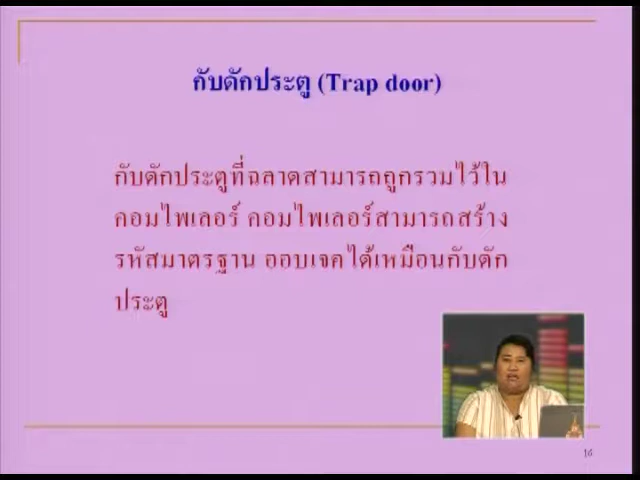 กับดักประตู (Trap door)
กับดักประตูที่ฉลาดสามารถถูกรวมไว้ใน
คอมไพเลอร์ คอมไพเลอร์สามารถสร้าง
รหัสมาตรฐาน ออบเจคได้เหมือนกับดัก
ประตู
16